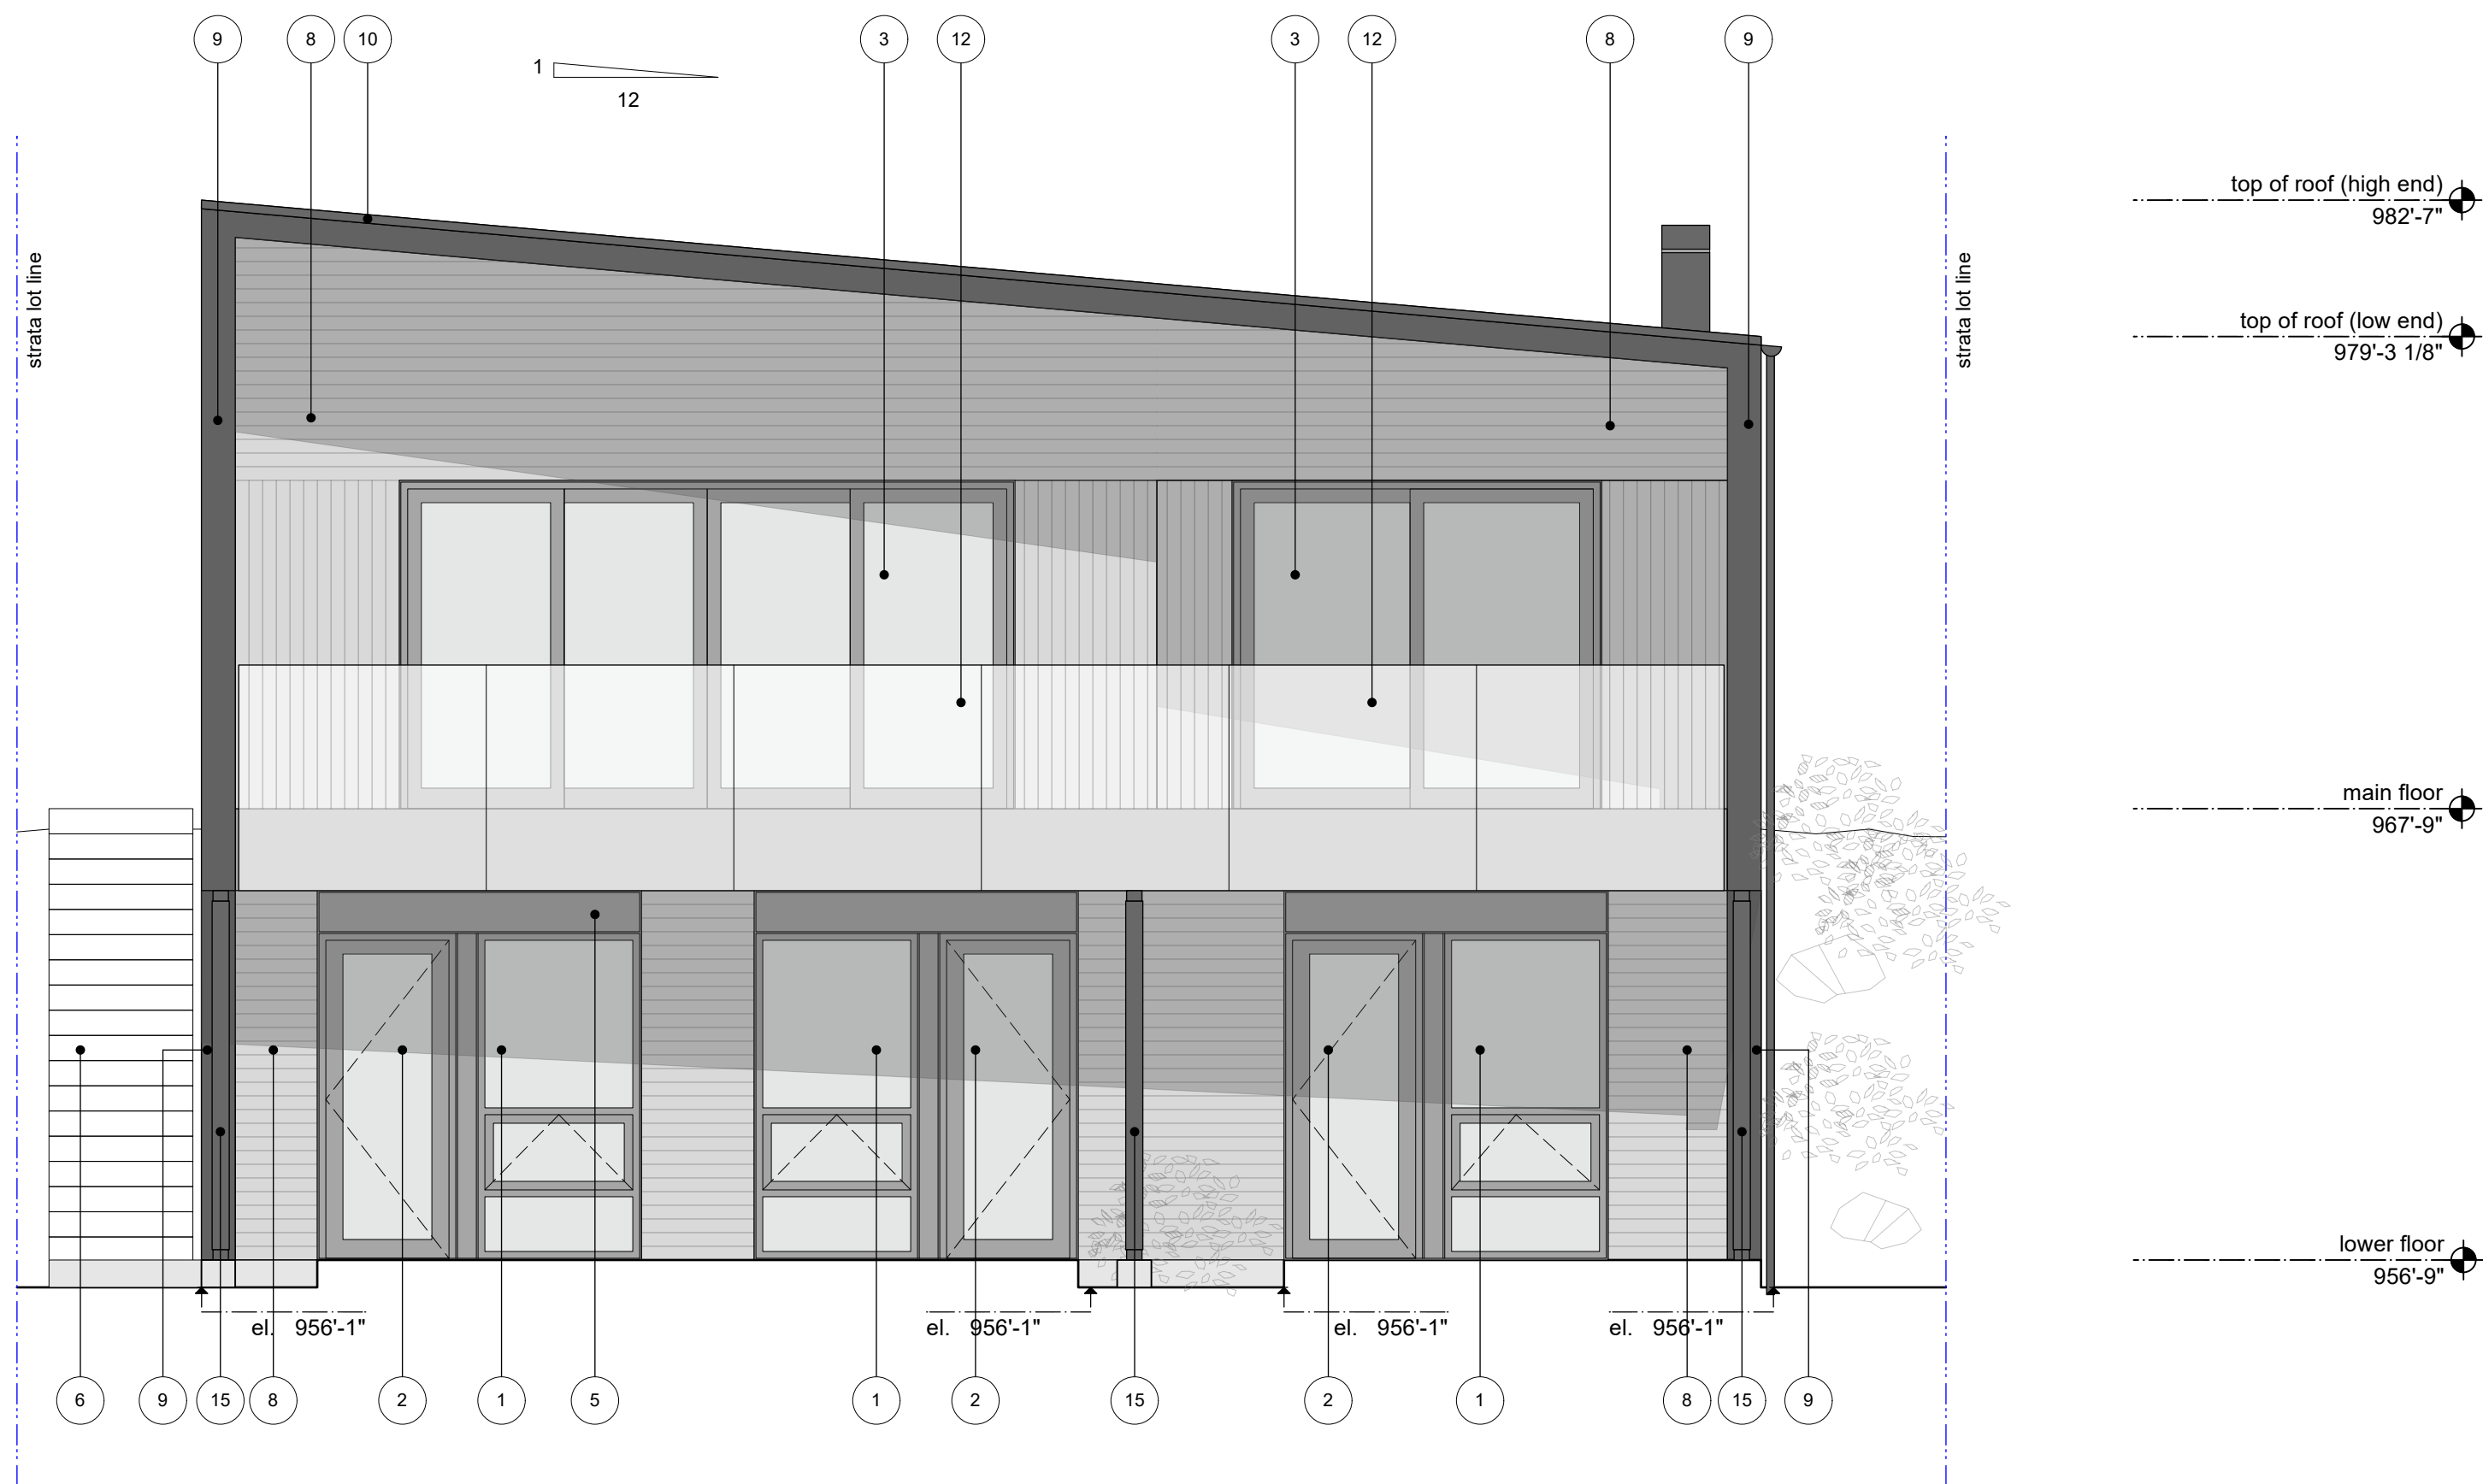 9 8 10 3 12 3 12 8 9
1
12
top of roof (high end)
982'-7"
strata lot line
strata lot line
top of roof (low end)
979'-3 1/8"
main floor
967'-9"
lower floor
956'-9"
el. 956'-1" el. 956'-1" el. 956'-1" el. 956'-1"
6 9 15 8 2 1 5 1 2 15 2 1 8 15 9